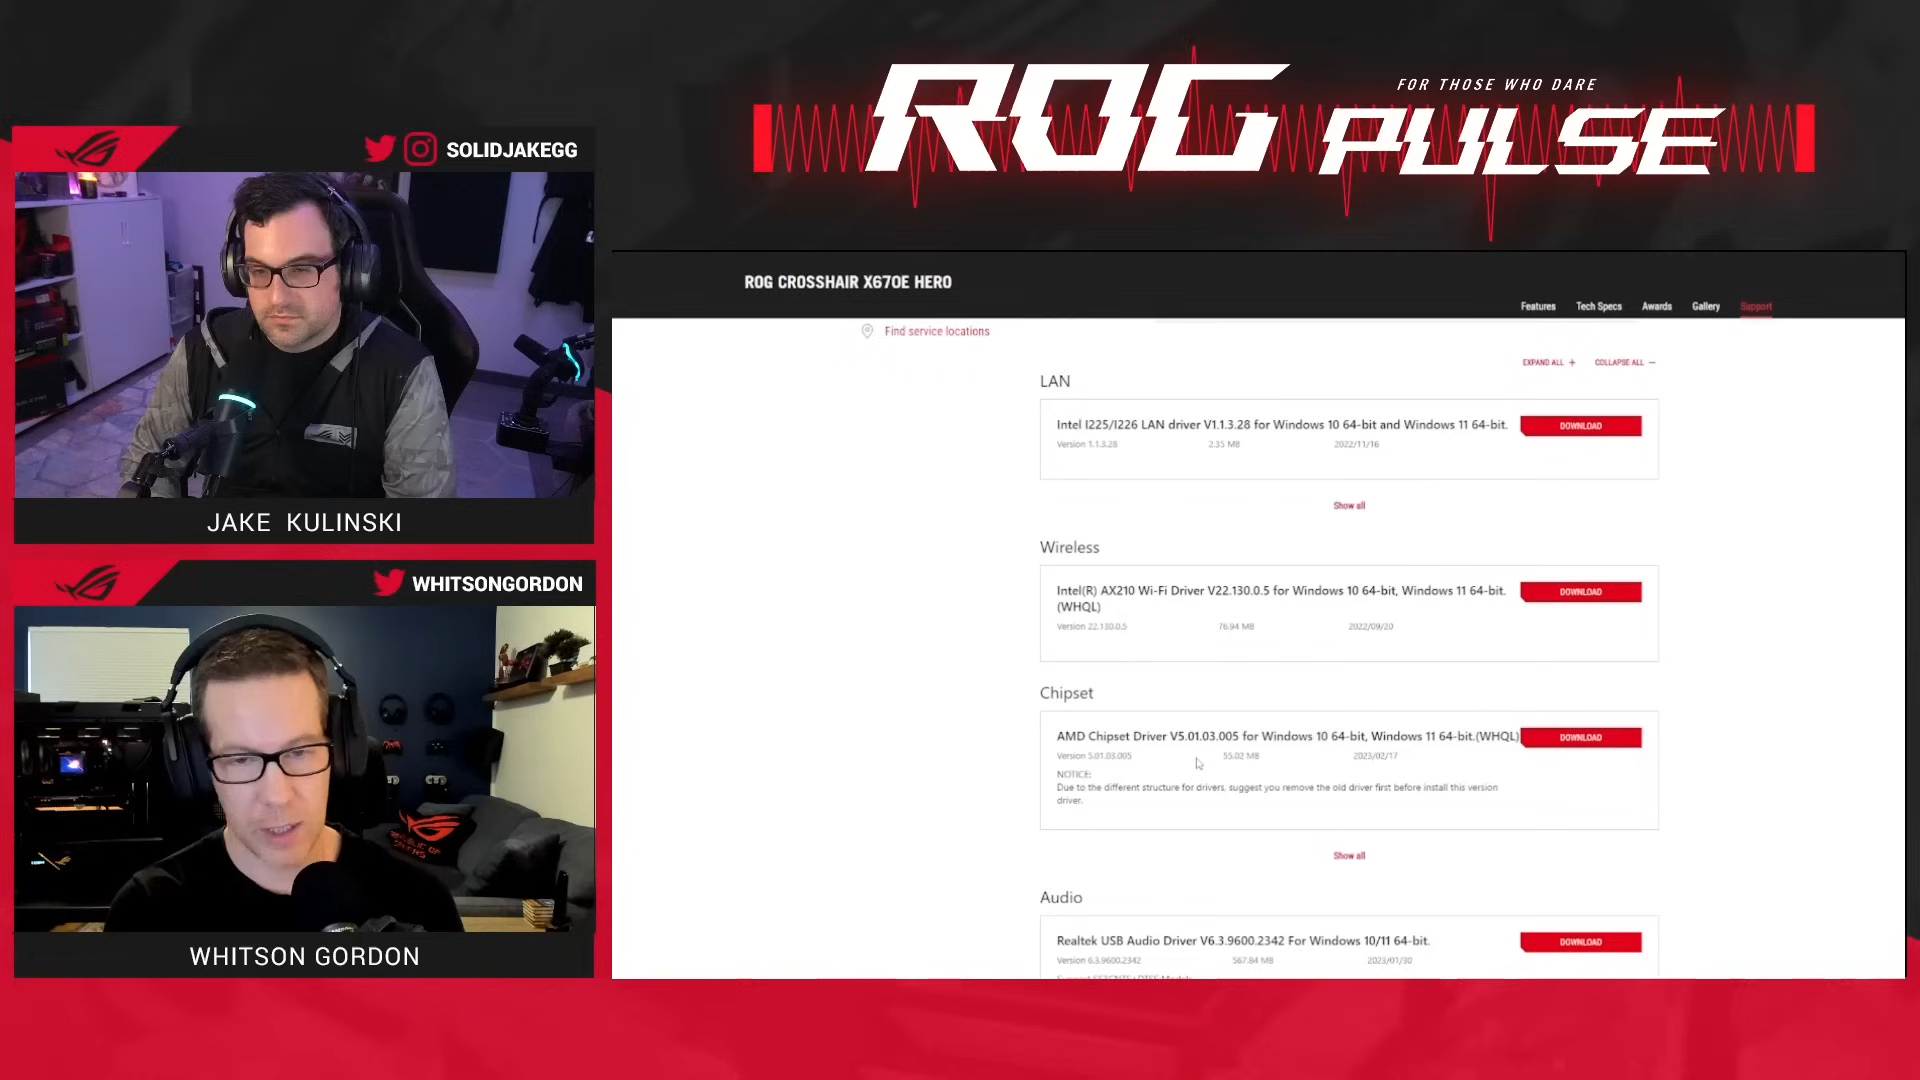 ROG
FOR THOSE WHO DARE
PULSE
SOLIDJAKEGG
JAKE KULINSKI
WHITSONGORDON
REPUBLIC OF
GAMERS
WHITSON GORDON
ROG CROSSHAIR X670E HERO
Features
Tech Specs
Awards
Gallery
Support
Find service locations
EXPAND ALL +
COLLAPSE ALL −
LAN
Intel I225/I226 LAN driver V1.1.3.28 for Windows 10 64-bit and Windows 11 64-bit.
DOWNLOAD
Version 1.1.3.28
2.35 MB
2022/11/16
Show all
Wireless
Intel(R) AX210 Wi-Fi Driver V22.130.0.5 for Windows 10 64-bit, Windows 11 64-bit.
(WHQL)
DOWNLOAD
Version 22.130.0.5
76.94 MB
2022/09/20
Chipset
AMD Chipset Driver V5.01.03.005 for Windows 10 64-bit, Windows 11 64-bit.(WHQL)
DOWNLOAD
Version 5.01.03.005
55.02 MB
2023/02/17
NOTICE:
Due to the different structure for drivers, suggest you remove the old driver first before install this version
driver.
Show all
Audio
Realtek USB Audio Driver V6.3.9600.2342 For Windows 10/11 64-bit.
DOWNLOAD
Version 6.3.9600.2342
567.84 MB
2023/01/30